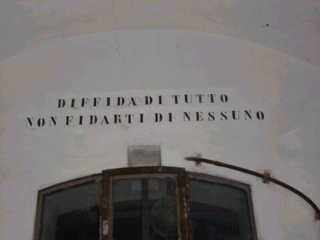 DIFFIDA DI TUTTO
NON FIDARTI DI NESSUNO